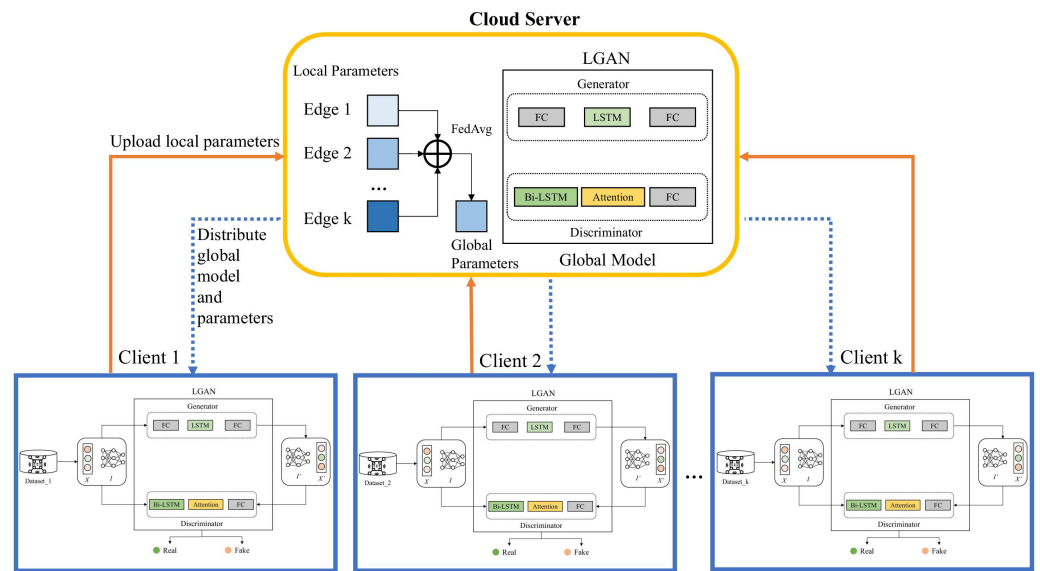 Cloud Server
Local Parameters
Edge 1
Edge 2
...
Edge k
FedAvg
Global
Parameters
LGAN
Generator
FC LSTM FC
Bi-LSTM Attention FC
Discriminator
Global Model
Upload local parameters
Distribute
global
model
and
parameters
Client 1
LGAN
Generator
FC LSTM FC
Dataset_1
X I
I' X'
Bi-LSTM Attention FC
Discriminator
Real Fake
Client 2
LGAN
Generator
FC LSTM FC
Dataset_2
X I
I' X'
Bi-LSTM Attention FC
Discriminator
Real Fake
...
Client k
LGAN
Generator
FC LSTM FC
Dataset_k
X I
I' X'
Bi-LSTM Attention FC
Discriminator
Real Fake